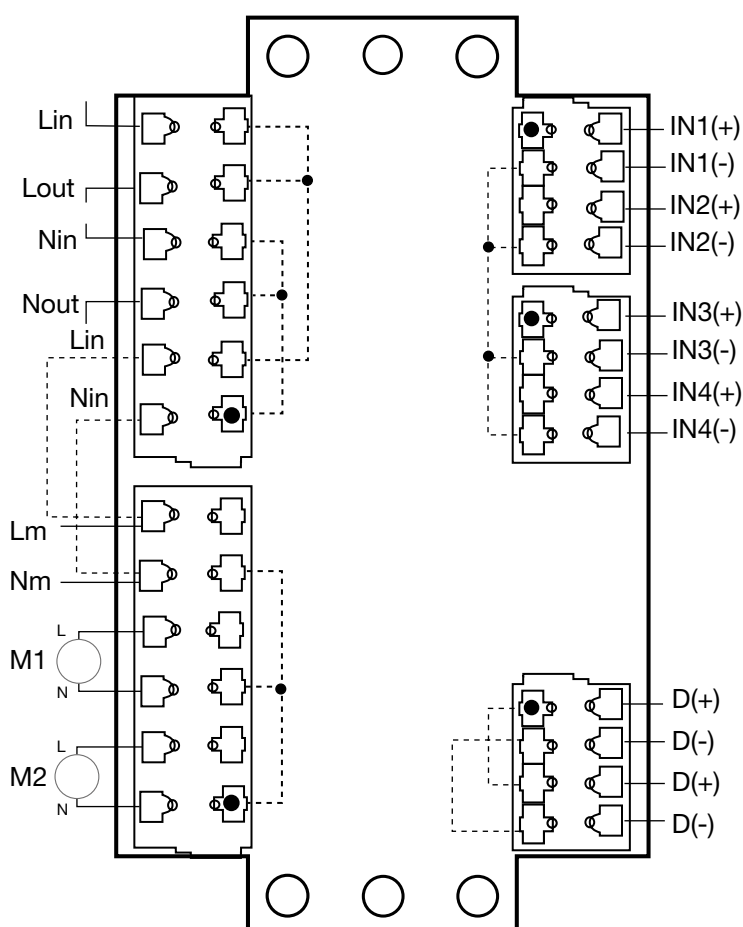 Lin
Lout
Nin
Nout
Lin
Nin
Lm
Nm
L
M1
N
L
M2
N
IN1(+)
IN1(-)
IN2(+)
IN2(-)
IN3(+)
IN3(-)
IN4(+)
IN4(-)
D(+)
D(-)
D(+)
D(-)